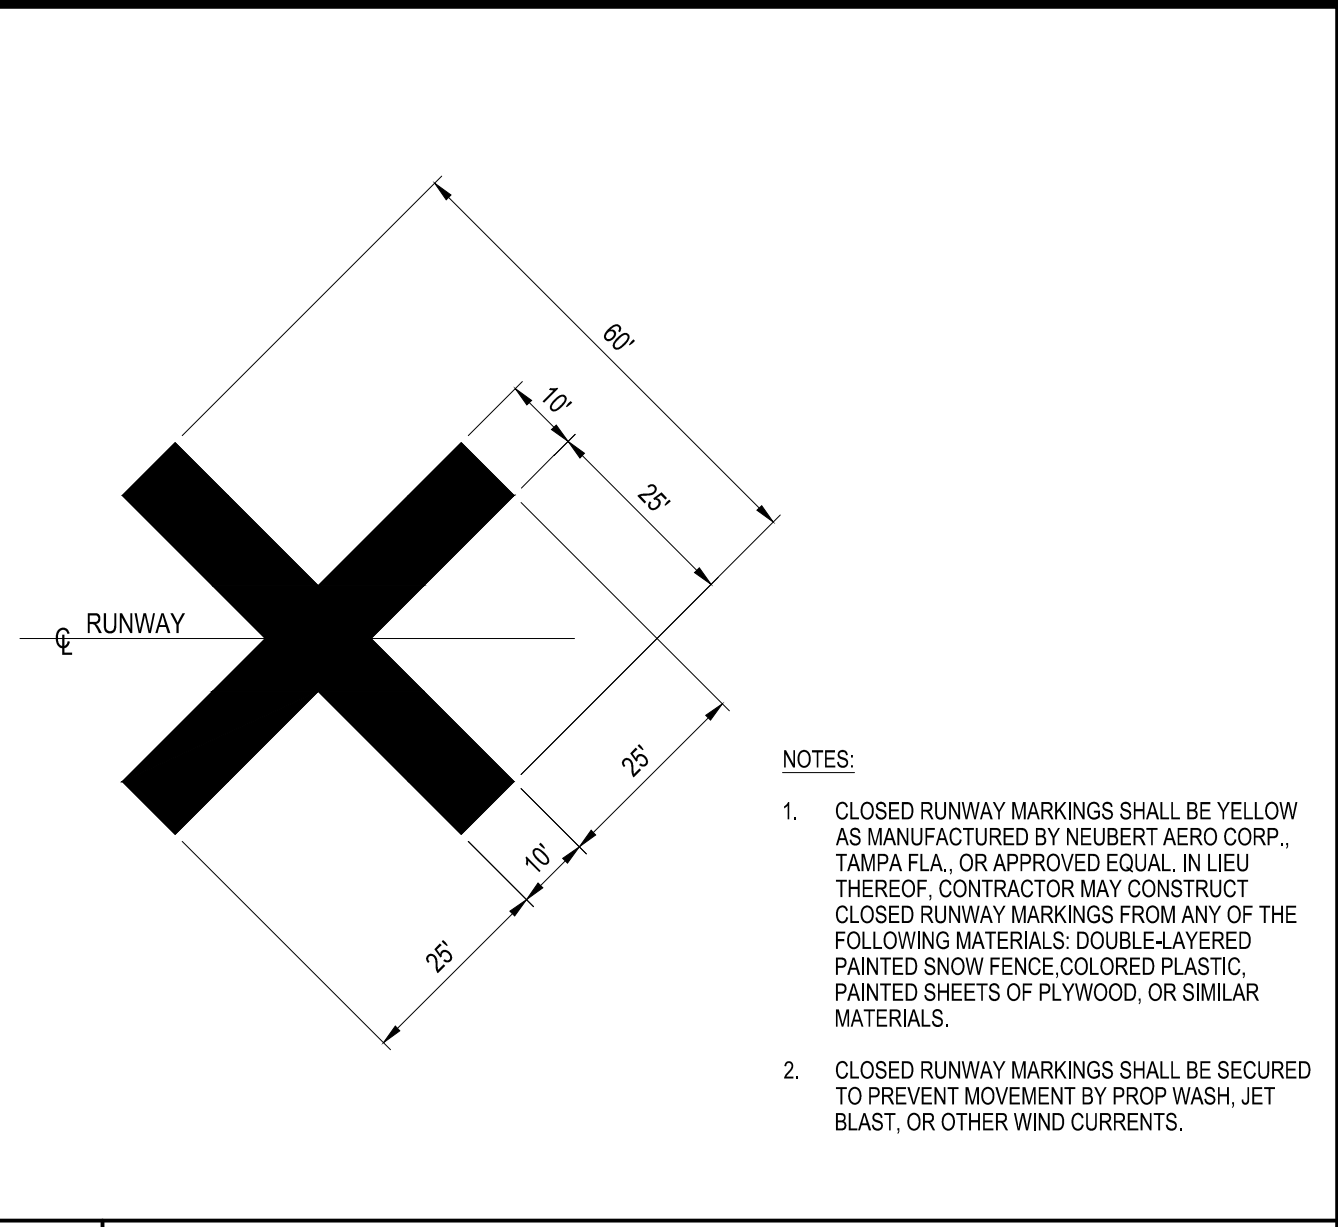 60'
10'
25'
RUNWAY
℄
25'
10'
25'
NOTES:
1. CLOSED RUNWAY MARKINGS SHALL BE YELLOW
AS MANUFACTURED BY NEUBERT AERO CORP.,
TAMPA FLA., OR APPROVED EQUAL. IN LIEU
THEREOF, CONTRACTOR MAY CONSTRUCT
CLOSED RUNWAY MARKINGS FROM ANY OF THE
FOLLOWING MATERIALS: DOUBLE-LAYERED
PAINTED SNOW FENCE,COLORED PLASTIC,
PAINTED SHEETS OF PLYWOOD, OR SIMILAR
MATERIALS.
2. CLOSED RUNWAY MARKINGS SHALL BE SECURED
TO PREVENT MOVEMENT BY PROP WASH, JET
BLAST, OR OTHER WIND CURRENTS.